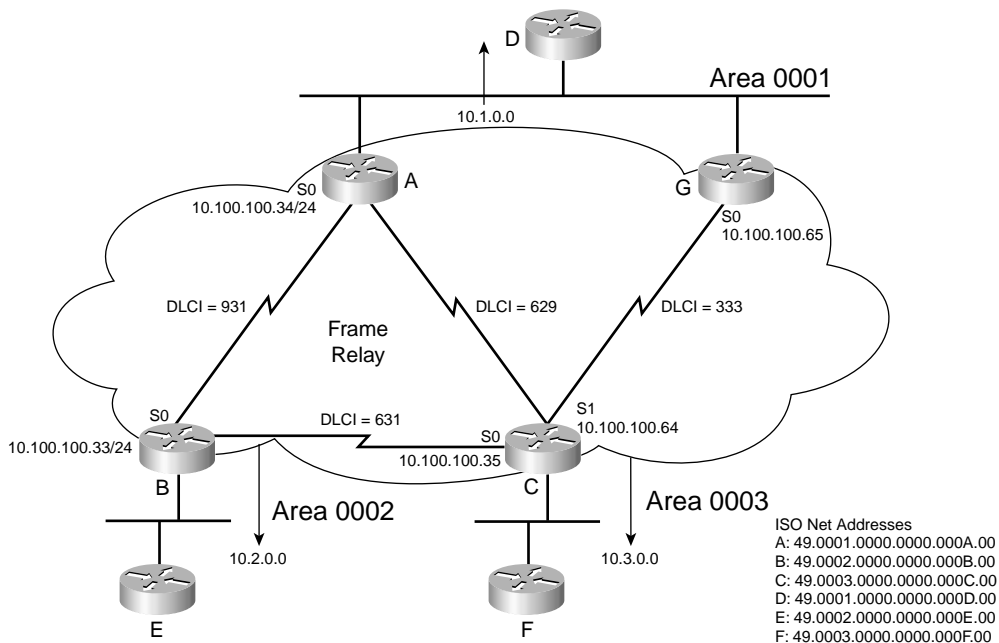 D
Area 0001
10.1.0.0
A
G
S0
10.100.100.34/24
S0
10.100.100.65
DLCI = 931
DLCI = 629
DLCI = 333
Frame
Relay
S0
DLCI = 631
S0
S1
10.100.100.64
10.100.100.33/24
10.100.100.35
B
C
Area 0002
Area 0003
10.2.0.0
10.3.0.0
E
F
ISO Net Addresses
A: 49.0001.0000.0000.000A.00
B: 49.0002.0000.0000.000B.00
C: 49.0003.0000.0000.000C.00
D: 49.0001.0000.0000.000D.00
E: 49.0002.0000.0000.000E.00
F: 49.0003.0000.0000.000F.00